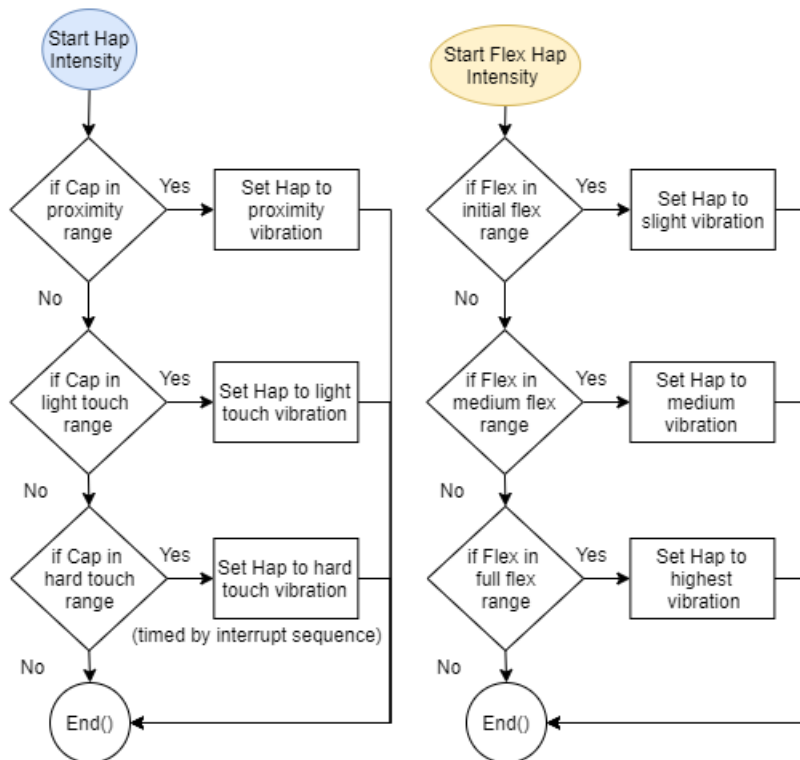 Start Hap
Intensity
if Cap in
proximity
range
Yes
Set Hap to
proximity
vibration
No
if Cap in
light touch
range
Yes
Set Hap to light
touch vibration
No
if Cap in
hard touch
range
Yes
Set Hap to hard
touch vibration
(timed by interrupt sequence)
No
End()
Start Flex Hap
Intensity
if Flex in
initial flex
range
Yes
Set Hap to
slight vibration
No
if Flex in
medium flex
range
Yes
Set Hap to
medium
vibration
No
if Flex in
full flex
range
Yes
Set Hap to
highest
vibration
No
End()